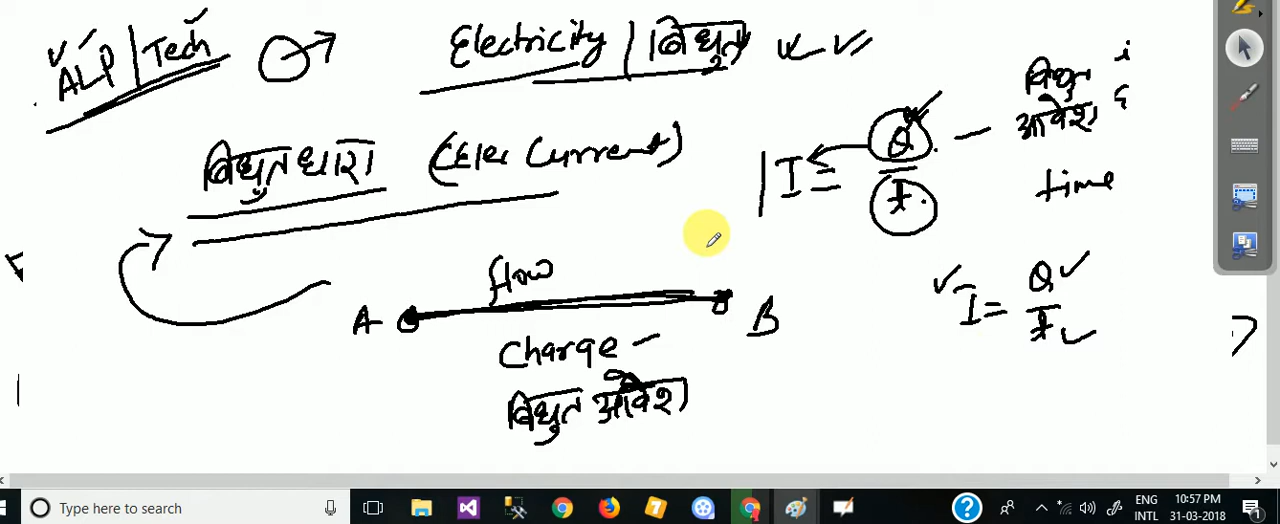 ALP | Tech
Electricity | विधुत
विधुत धारा (Elec Current)
I = Q/t
विधुत आवेश
time
flow
A
B
Charge -
विधुत आवेश
I = Q/t
Type here to search
ENG
INTL
10:57 PM
31-03-2018